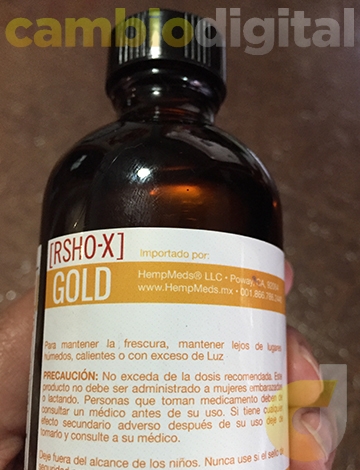 cambiodigital
[RSHO-X]
GOLD
Importado por:
HempMeds® LLC • Poway, CA, 92064
www.HempMeds.mx • 001.866.
Para mantener la frescura, mantener lejos de lugares
húmedos, calientes o con exceso de Luz
PRECAUCIÓN: No exceda de la dosis recomendada. Este
producto no debe ser administrado a mujeres embarazadas
o lactando. Personas que toman medicamento deben de
consultar un médico antes de su uso. Si tiene cualquier
efecto secundario adverso después de su uso deje de
tomarlo y consulte a su médico.
Deje fuera del alcance de los niños. Nunca use si el sello de